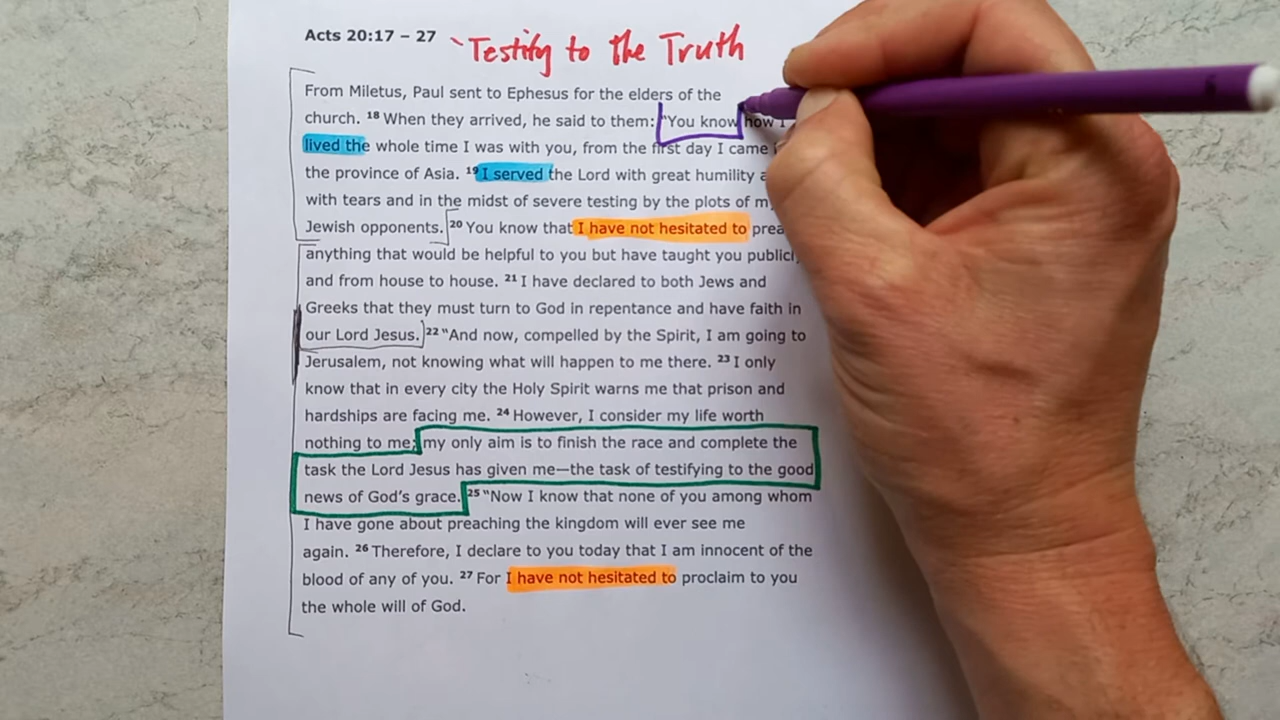 Acts 20:17 – 27 Testify to the Truth
From Miletus, Paul sent to Ephesus for the elders of the
church. 18 When they arrived, he said to them: "You know how I
lived the whole time I was with you, from the first day I came
the province of Asia. 19 I served the Lord with great humility
with tears and in the midst of severe testing by the plots of
Jewish opponents. 20 You know that I have not hesitated to
anything that would be helpful to you but have taught you
and from house to house. 21 I have declared to both Jews and
Greeks that they must turn to God in repentance and have faith in
our Lord Jesus. 22 "And now, compelled by the Spirit, I am going to
Jerusalem, not knowing what will happen to me there. 23 I only
know that in every city the Holy Spirit warns me that prison and
hardships are facing me. 24 However, I consider my life worth
nothing to me; my only aim is to finish the race and complete the
task the Lord Jesus has given me—the task of testifying to the good
news of God's grace. 25 "Now I know that none of you among whom
I have gone about preaching the kingdom will ever see me
again. 26 Therefore, I declare to you today that I am innocent of the
blood of any of you. 27 For I have not hesitated to proclaim to you
the whole will of God.